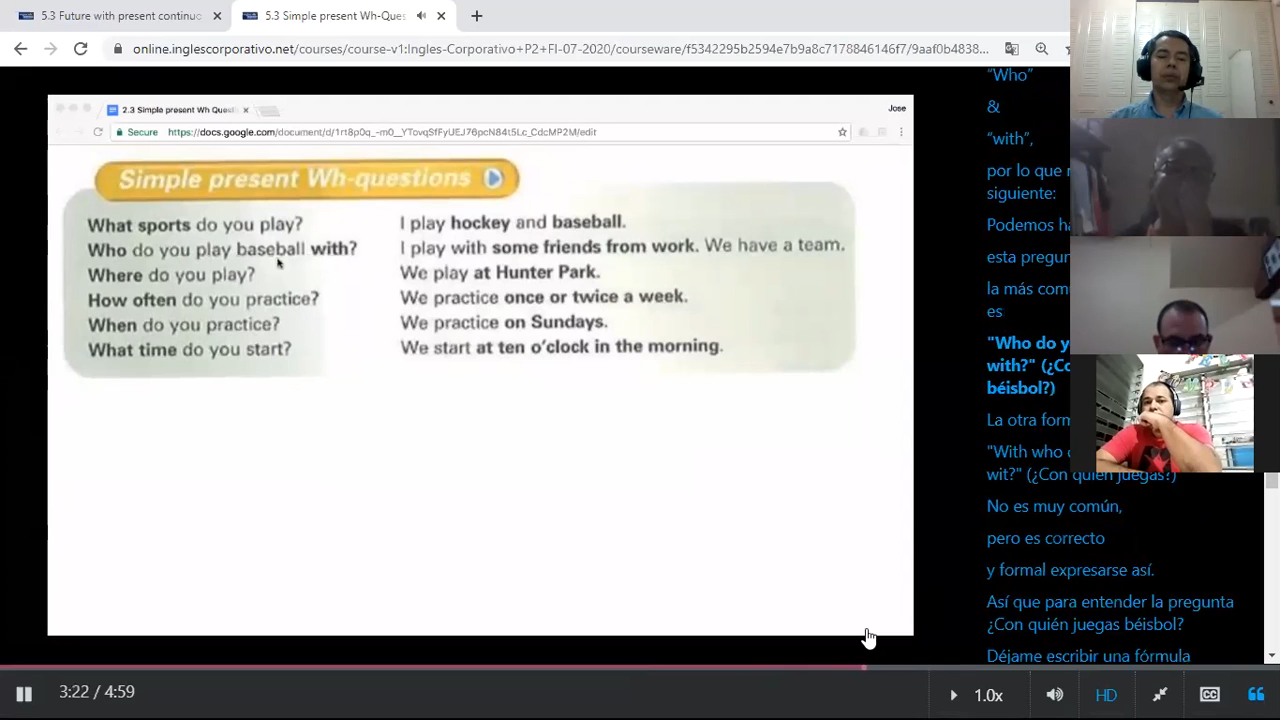 5.3 Future with present continuo
5.3 Simple present Wh-Ques
online.inglescorporativo.net/courses/course-v1:Ingles-Corporativo+P2+FI-07-2020/courseware/f5342295b2594e7b9a8c7178846146f7/9aaf0b4838...
2.3 Simple present Wh Questi
Jose
Secure
Simple present Wh-questions
What sports do you play? I play hockey and baseball.
Who do you play baseball with? I play with some friends from work. We have a team.
Where do you play? We play at Hunter Park.
How often do you practice? We practice once or twice a week.
When do you practice? We practice on Sundays.
What time do you start? We start at ten o'clock in the morning.
“Who”
&
“with”,
por lo que
siguiente:
Podemos
esta pregun
la más com
es
"Who do y
with?" (¿Co
béisbol?)
La otra form
"With who
wit?" (¿Con quién juegas?)
No es muy común,
pero es correcto
y formal expresarse así.
Así que para entender la pregunta
¿Con quién juegas béisbol?
Déjame escribir una fórmula
3:22 / 4:59
1.0x
HD
CC